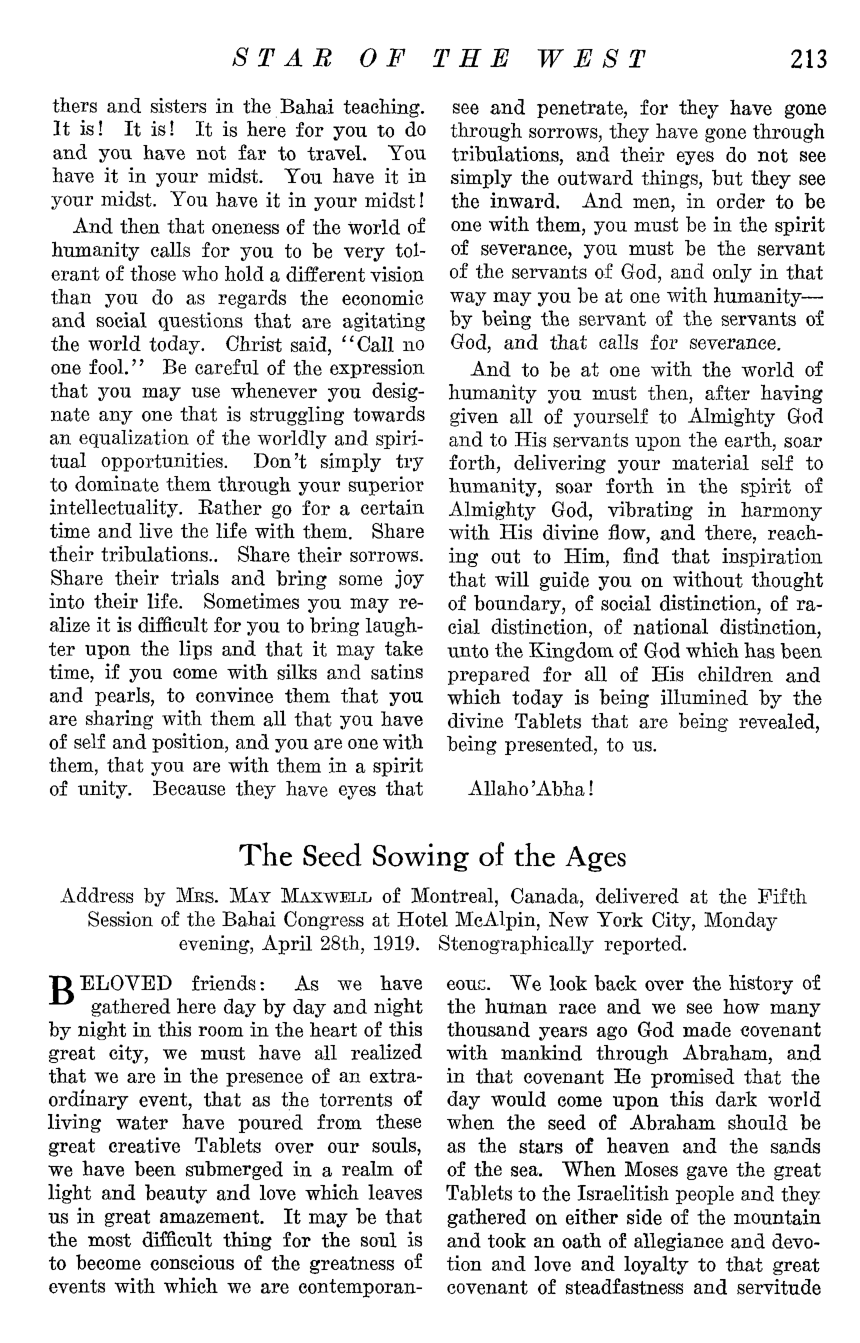 STAR OF THE WEST 213
thers and sisters in the Bahai teaching.
It is! It is! It is here for you to do
and you have not far to travel. You
have it in your midst. You have it in
your midst. You have it in your midst!
And then that oneness of the world of
humanity calls for you to be very tol-
erant of those who hold a different vision
than you do as regards the economic
and social questions that are agitating
the world today. Christ said, "Call no
one fool." Be careful of the expression
that you may use whenever you desig-
nate any one that is struggling towards
an equalization of the worldly and spiri-
tual opportunities. Don't simply try
to dominate them through your superior
intellectuality. Rather go for a certain
time and live the life with them. Share
their tribulations.. Share their sorrows.
Share their trials and bring some joy
into their life. Sometimes you may re-
alize it is difficult for you to bring laugh-
ter upon the lips and that it may take
time, if you come with silks and satins
and pearls, to convince them that you
are sharing with them all that you have
of self and position, and you are one with
them, that you are with them in a spirit
of unity. Because they have eyes that
see and penetrate, for they have gone
through sorrows, they have gone through
tribulations, and their eyes do not see
simply the outward things, but they see
the inward. And men, in order to be
one with them, you must be in the spirit
of severance, you must be the servant
of the servants of God, and only in that
way may you be at one with humanity—
by being the servant of the servants of
God, and that calls for severance.
And to be at one with the world of
humanity you must then, after having
given all of yourself to Almighty God
and to His servants upon the earth, soar
forth, delivering your material self to
humanity, soar forth in the spirit of
Almighty God, vibrating in harmony
with His divine flow, and there, reach-
ing out to Him, find that inspiration
that will guide you on without thought
of boundary, of social distinction, of ra-
cial distinction, of national distinction,
unto the Kingdom of God which has been
prepared for all of His children and
which today is being illumined by the
divine Tablets that are being revealed,
being presented, to us.
Allaho'Abha!
The Seed Sowing of the Ages
Address by MRS. MAY MAXWELL of Montreal, Canada, delivered at the Fifth
Session of the Bahai Congress at Hotel McAlpin, New York City, Monday
evening, April 28th, 1919. Stenographically reported.
BELOVED friends: As we have
gathered here day by day and night
by night in this room in the heart of this
great city, we must have all realized
that we are in the presence of an extra-
ordinary event, that as the torrents of
living water have poured from these
great creative Tablets over our souls,
we have been submerged in a realm of
light and beauty and love which leaves
us in great amazement. It may be that
the most difficult thing for the soul is
to become conscious of the greatness of
events with which we are contemporan-
eous. We look back over the history of
the human race and we see how many
thousand years ago God made covenant
with mankind through Abraham, and
in that covenant He promised that the
day would come upon this dark world
when the seed of Abraham should be
as the stars of heaven and the sands
of the sea. When Moses gave the great
Tablets to the Israelitish people and they
gathered on either side of the mountain
and took an oath of allegiance and devo-
tion and love and loyalty to that great
covenant of steadfastness and servitude